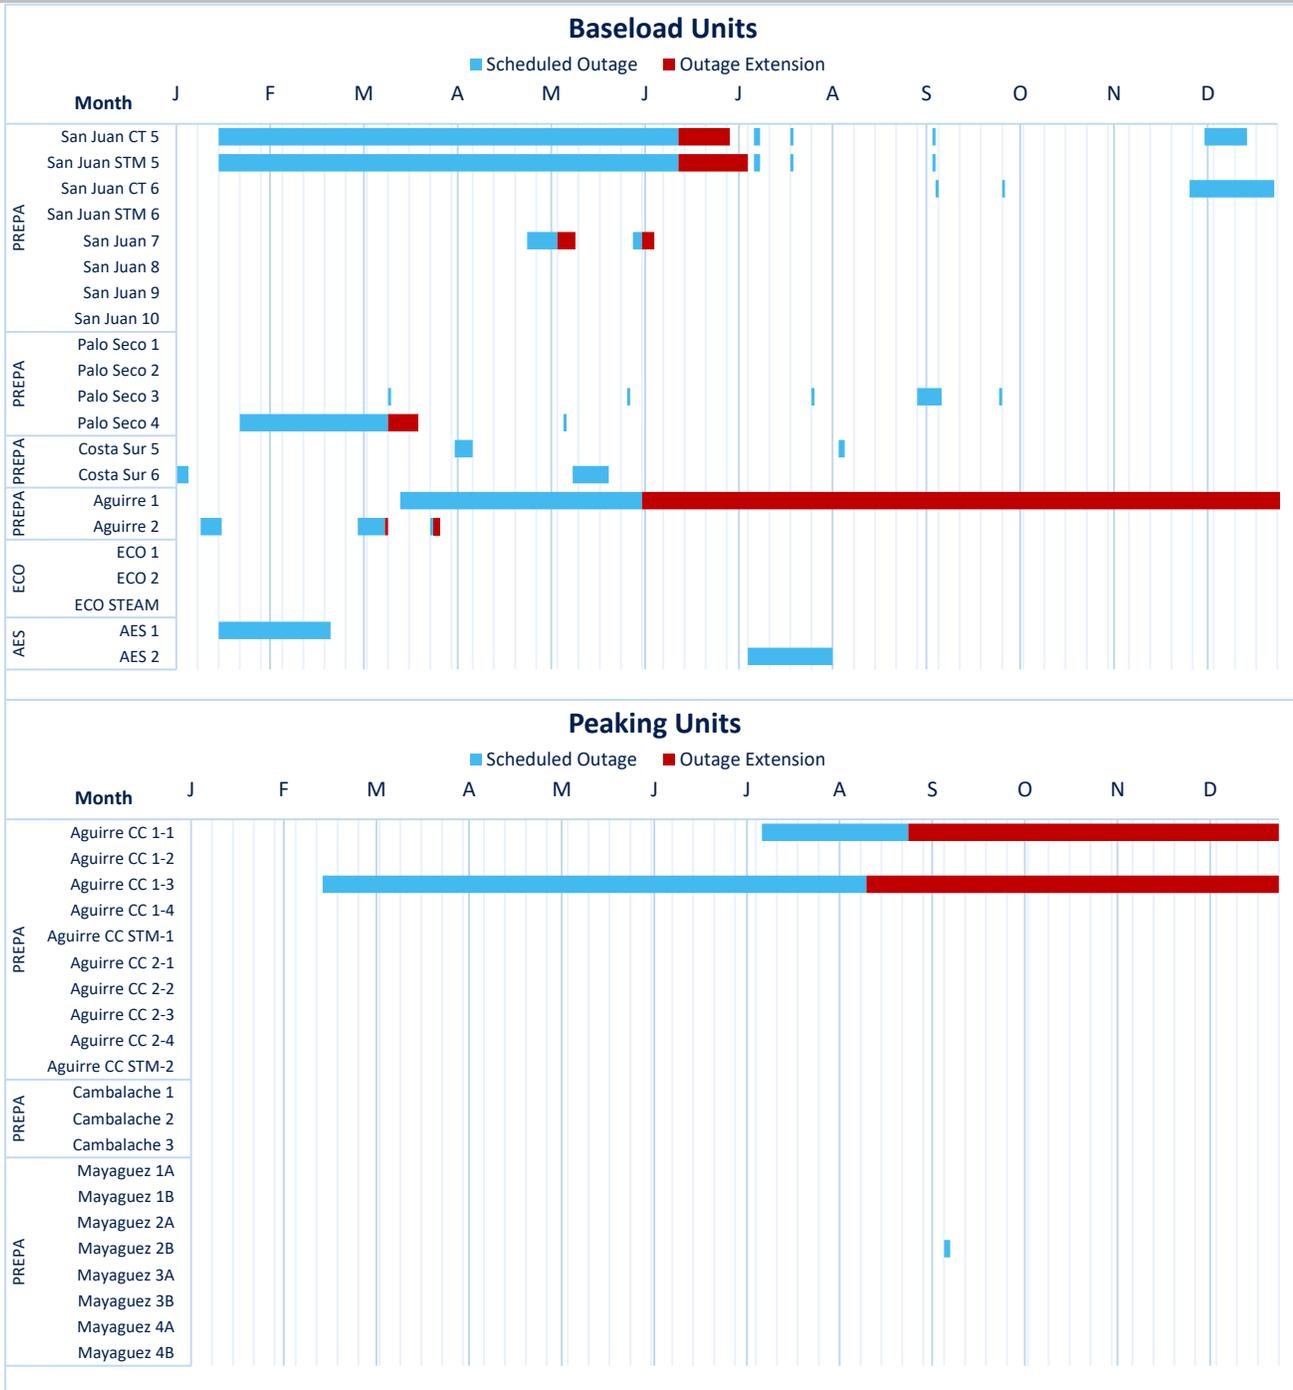 Baseload Units
Scheduled Outage Outage Extension
Month J F M A M J J A S O N D
PREPA
San Juan CT 5
San Juan STM 5
San Juan CT 6
San Juan STM 6
San Juan 7
San Juan 8
San Juan 9
San Juan 10
PREPA
Palo Seco 1
Palo Seco 2
Palo Seco 3
Palo Seco 4
PREPA
Costa Sur 5
Costa Sur 6
PREPA
Aguirre 1
Aguirre 2
ECO
ECO 1
ECO 2
ECO STEAM
AES
AES 1
AES 2
Peaking Units
Scheduled Outage Outage Extension
Month J F M A M J J A S O N D
PREPA
Aguirre CC 1-1
Aguirre CC 1-2
Aguirre CC 1-3
Aguirre CC 1-4
Aguirre CC STM-1
Aguirre CC 2-1
Aguirre CC 2-2
Aguirre CC 2-3
Aguirre CC 2-4
Aguirre CC STM-2
PREPA
Cambalache 1
Cambalache 2
Cambalache 3
PREPA
Mayaguez 1A
Mayaguez 1B
Mayaguez 2A
Mayaguez 2B
Mayaguez 3A
Mayaguez 3B
Mayaguez 4A
Mayaguez 4B